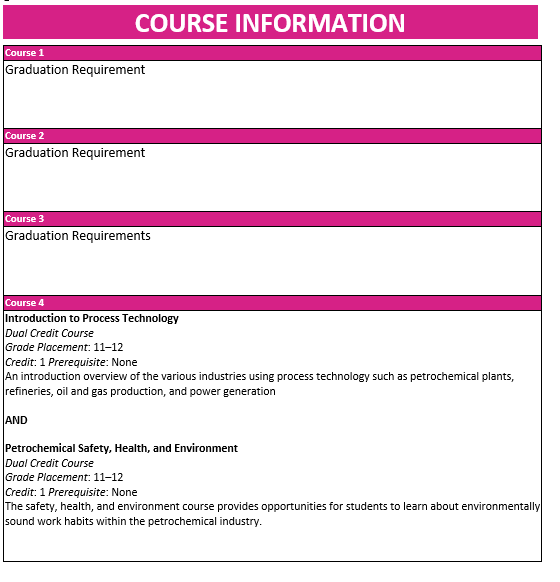 COURSE INFORMATION
Course 1
Graduation Requirement
Course 2
Graduation Requirement
Course 3
Graduation Requirements
Course 4
Introduction to Process Technology
Dual Credit Course
Grade Placement: 11–12
Credit: 1 Prerequisite: None
An introduction overview of the various industries using process technology such as petrochemical plants,
refineries, oil and gas production, and power generation
AND
Petrochemical Safety, Health, and Environment
Dual Credit Course
Grade Placement: 11–12
Credit: 1 Prerequisite: None
The safety, health, and environment course provides opportunities for students to learn about environmentally
sound work habits within the petrochemical industry.